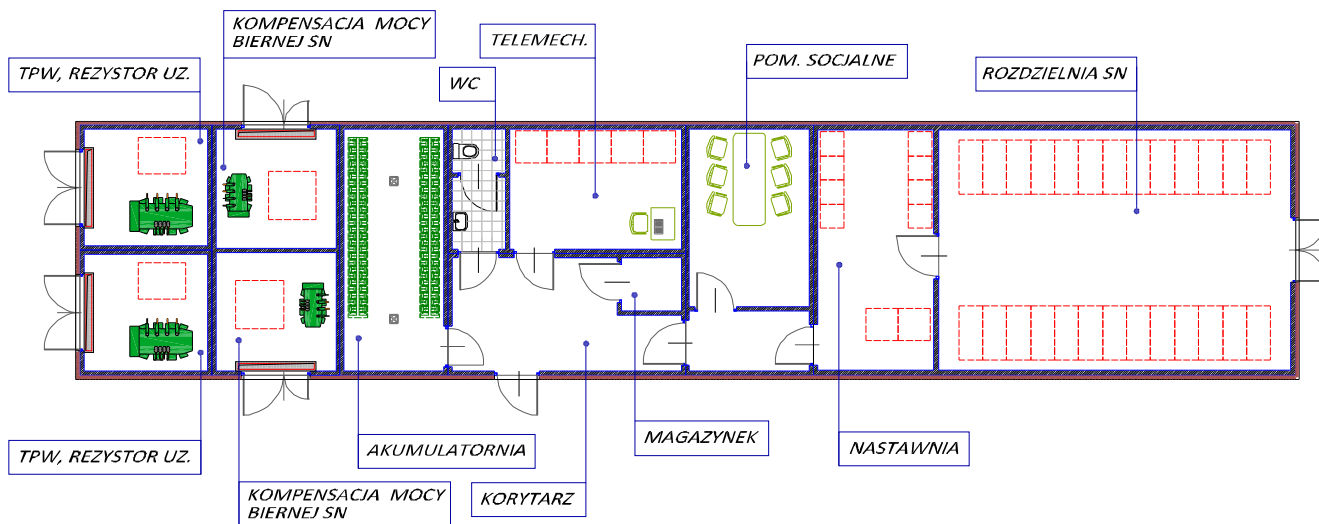 KOMPENSACJA MOCY
BIERNEJ SN
TELEMECH.
TPW, REZYSTOR UZ.
WC
POM. SOCJALNE
ROZDZIELNIA SN
AKUMULATORNIA
MAGAZYNEK
NASTAWNIA
TPW, REZYSTOR UZ.
KOMPENSACJA MOCY
BIERNEJ SN
KORYTARZ